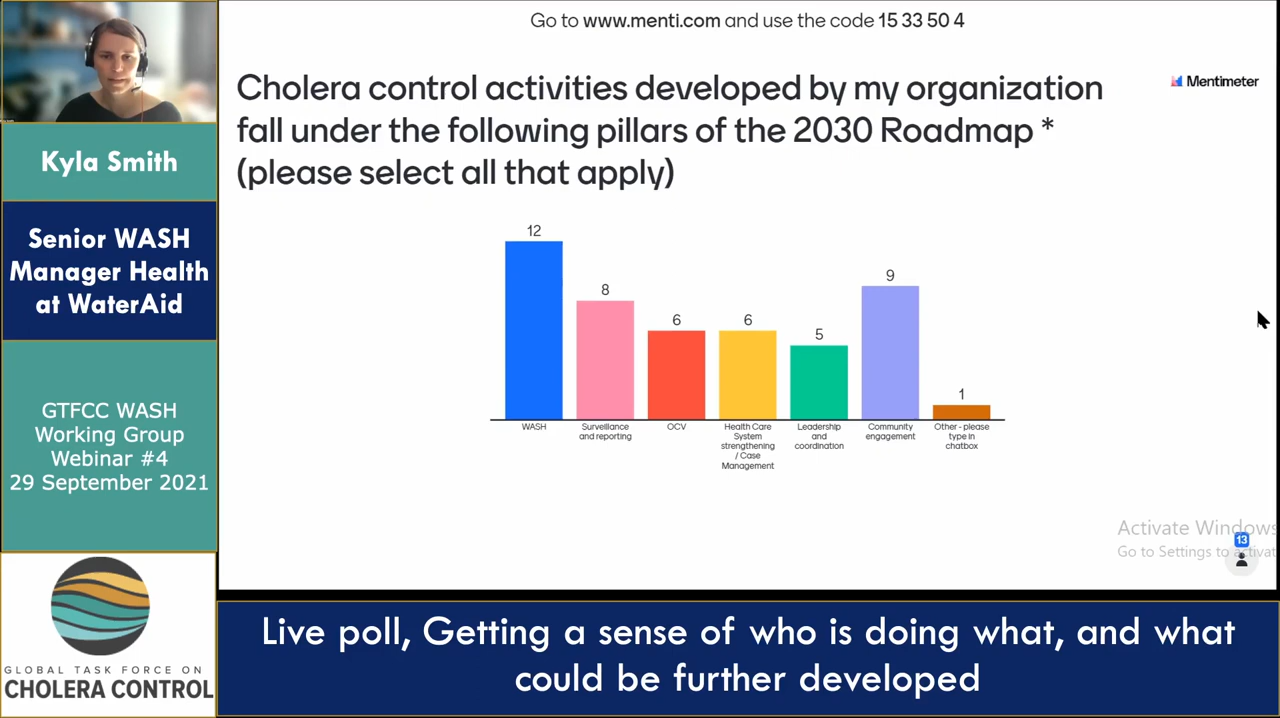 Go to www.menti.com and use the code 15 33 50 4
Cholera control activities developed by my organization
fall under the following pillars of the 2030 Roadmap *
(please select all that apply)
Mentimeter
Kyla Smith
Senior WASH
Manager Health
at WaterAid
GTFCC WASH
Working Group
Webinar #4
29 September 2021
12
8
6
6
5
9
1
WASH
Surveillance
and reporting
OCV
Health Care
System
strengthening
/ Case
Management
Leadership
and
coordination
Community
engagement
Other - please
type in
chatbox
Activate Windows
Go to Settings to activat
13
GLOBAL TASK FORCE ON
CHOLERA CONTROL
Live poll, Getting a sense of who is doing what, and what
could be further developed